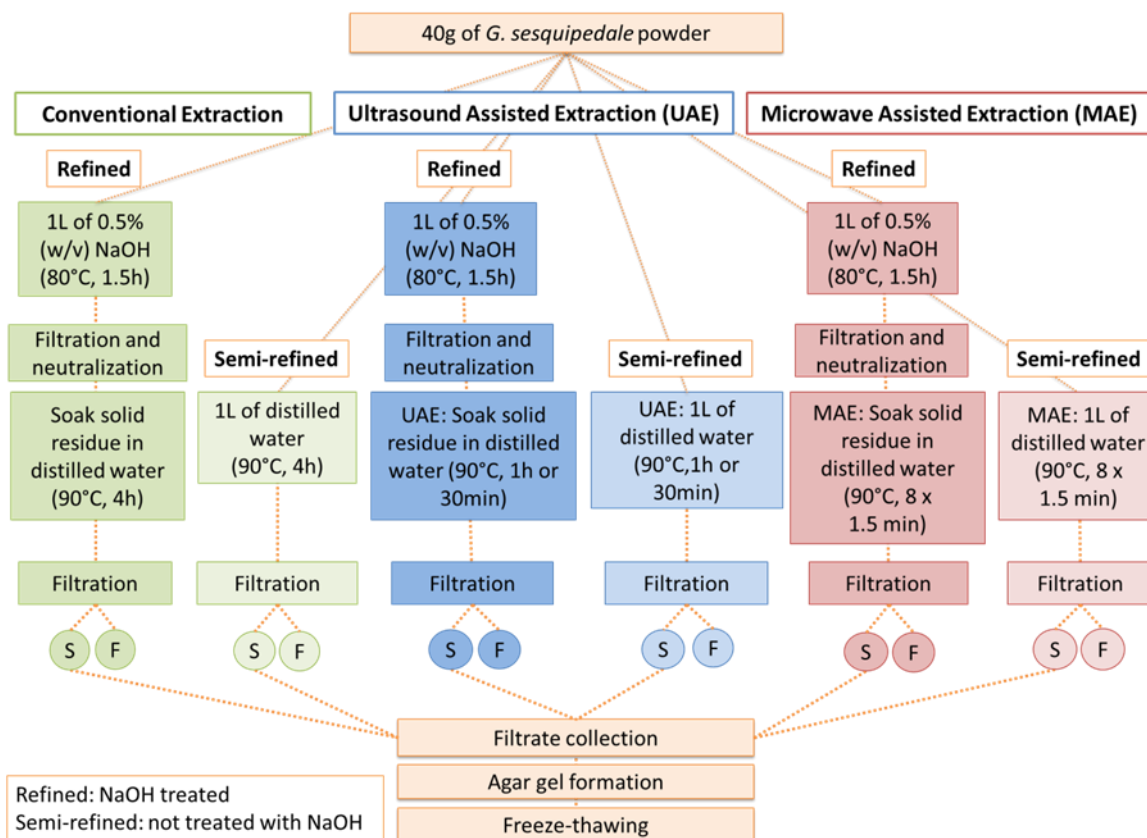 40g of G. sesquipedale powder
Conventional Extraction
Ultrasound Assisted Extraction (UAE)
Microwave Assisted Extraction (MAE)
Refined
1L of 0.5%
(w/v) NaOH
(80°C, 1.5h)
Filtration and
neutralization
Soak solid
residue in
distilled water
(90°C, 4h)
Filtration
S
F
Semi-refined
1L of distilled
water
(90°C, 4h)
Filtration
S
F
Refined
1L of 0.5%
(w/v) NaOH
(80°C, 1.5h)
Filtration and
neutralization
UAE: Soak solid
residue in distilled
water (90°C, 1h or
30min)
Filtration
S
F
Semi-refined
UAE: 1L of
distilled water
(90°C,1h or
30min)
Filtration
S
F
Refined
1L of 0.5%
(w/v) NaOH
(80°C, 1.5h)
Filtration and
neutralization
MAE: Soak solid
residue in
distilled water
(90°C, 8 x
1.5 min)
Filtration
S
F
Semi-refined
MAE: 1L of
distilled water
(90°C, 8 x
1.5 min)
Filtration
S
F
Filtrate collection
Agar gel formation
Freeze-thawing
Refined: NaOH treated
Semi-refined: not treated with NaOH